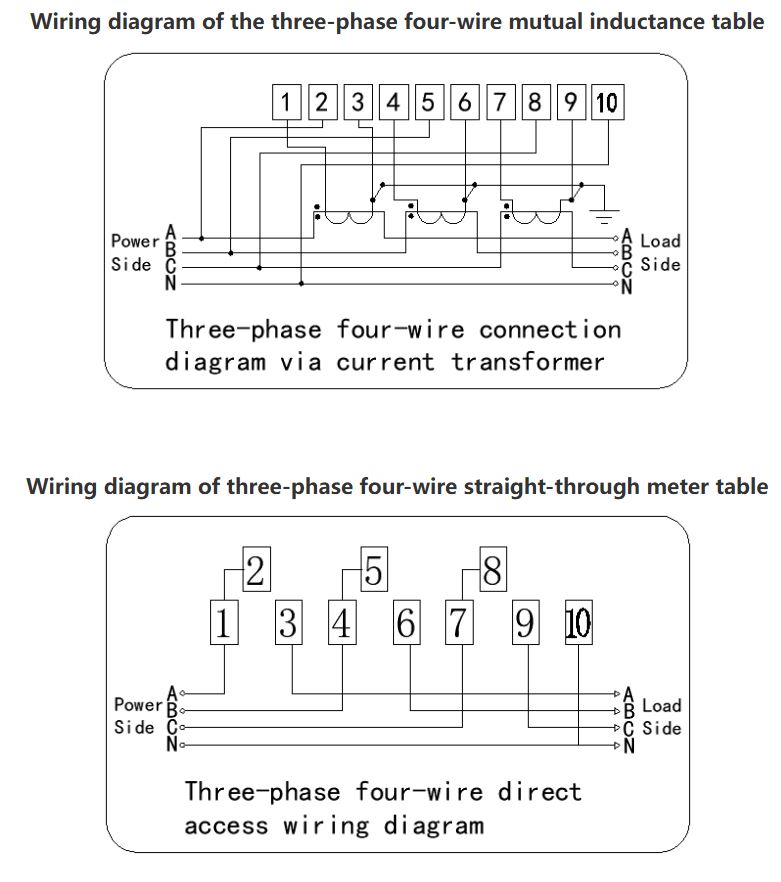 Wiring diagram of the three-phase four-wire mutual inductance table
1 2 3 4 5 6 7 8 9 10
Power Side
A
B
C
N
A
B
C
N
Load Side
Three-phase four-wire connection
diagram via current transformer
Wiring diagram of three-phase four-wire straight-through meter table
2 5 8
1 3 4 6 7 9 10
Power Side
A
B
C
N
A
B
C
N
Load Side
Three-phase four-wire direct
access wiring diagram